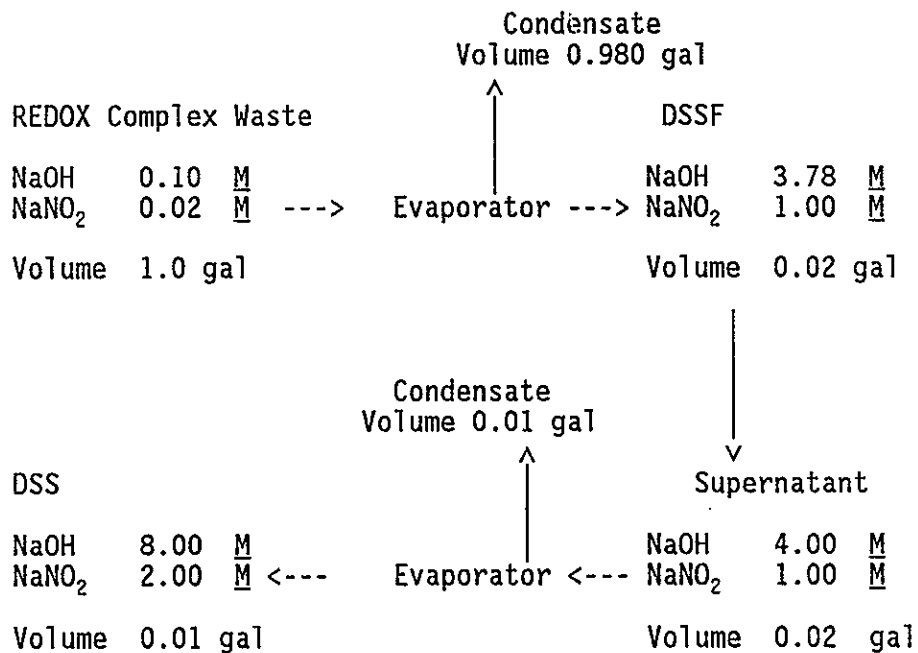 Condensate
Volume 0.980 gal
REDOX Complex Waste DSSF
NaOH 0.10 M NaOH 3.78 M
NaNO₂ 0.02 M ---> Evaporator ---> NaNO₂ 1.00 M
Volume 1.0 gal Volume 0.02 gal
Condensate
Volume 0.01 gal
DSS Supernatant
NaOH 8.00 M NaOH 4.00 M
NaNO₂ 2.00 M <--- Evaporator <--- NaNO₂ 1.00 M
Volume 0.01 gal Volume 0.02 gal